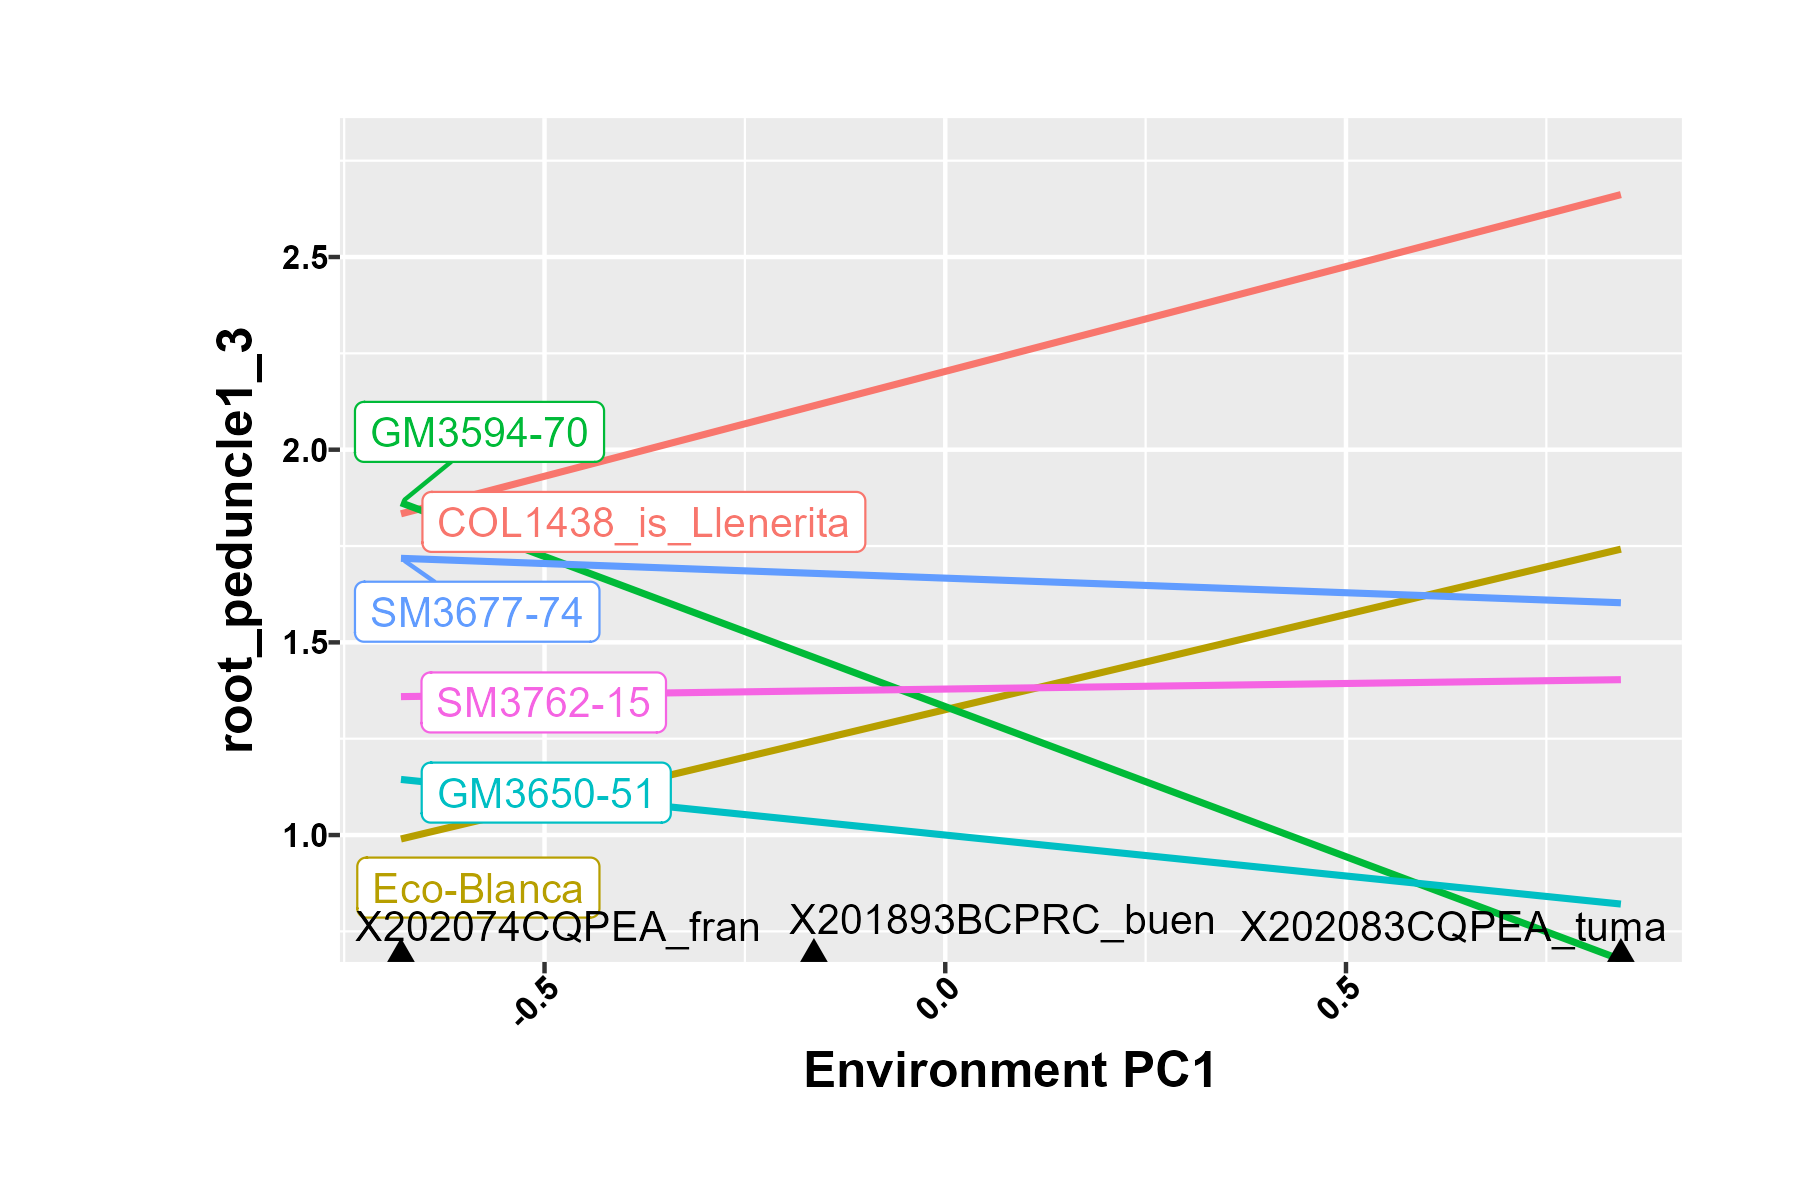 root_peduncle1_3
2.5
2.0
1.5
1.0
GM3594-70
COL1438_is_Llenerita
SM3677-74
SM3762-15
GM3650-51
Eco-Blanca
X202074CQPEA_fran
X201893BCPRC_buen
X202083CQPEA_tuma
-0.5
0.0
0.5
Environment PC1